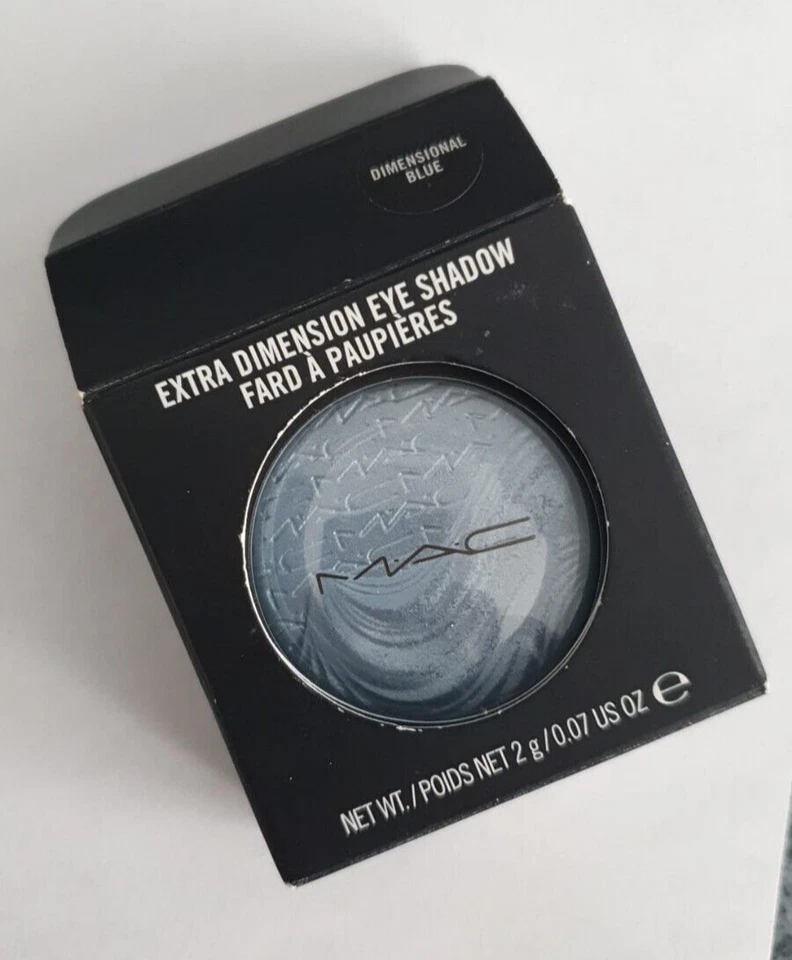 DIMENSIONAL
BLUE
EXTRA DIMENSION EYE SHADOW
FARD À PAUPIÈRES
M·A·C
NET WT./POIDS NET 2 g/0.07 US OZ ℮